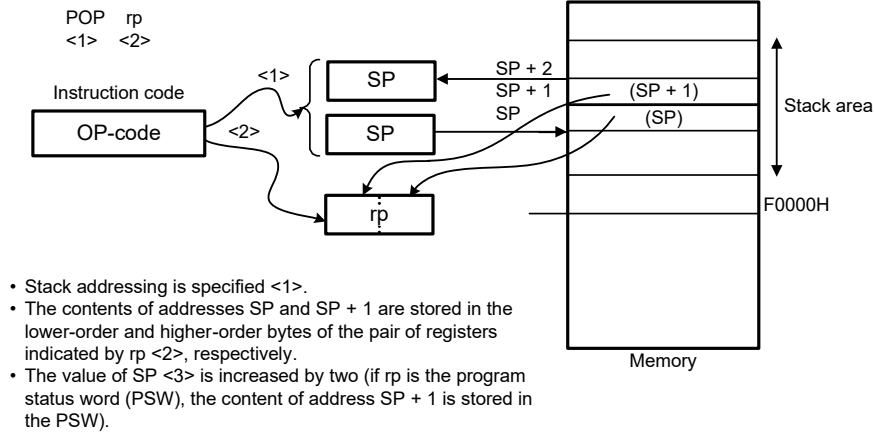 POP rp
<1> <2>
Instruction code
OP-code
<1>
<2>
SP
SP
rp
SP + 2
SP + 1
SP
(SP + 1)
(SP)
Stack area
F0000H
Memory
• Stack addressing is specified <1>.
• The contents of addresses SP and SP + 1 are stored in the
lower-order and higher-order bytes of the pair of registers
indicated by rp <2>, respectively.
• The value of SP <3> is increased by two (if rp is the program
status word (PSW), the content of address SP + 1 is stored in
the PSW).